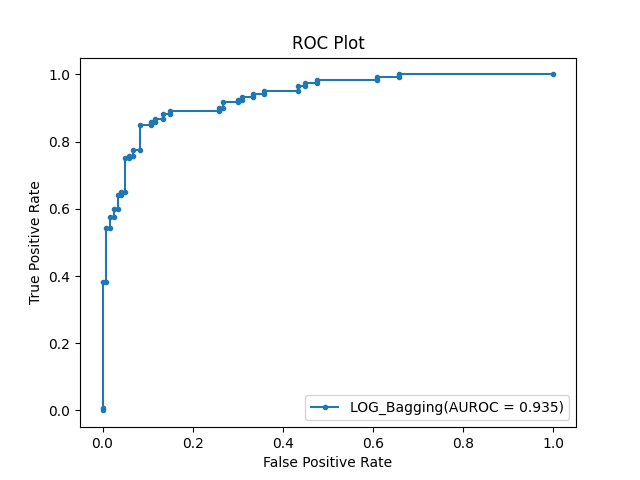 ROC Plot
True Positive Rate
1.0
0.8
0.6
0.4
0.2
0.0
LOG_Bagging(AUROC = 0.935)
0.0 0.2 0.4 0.6 0.8 1.0
False Positive Rate